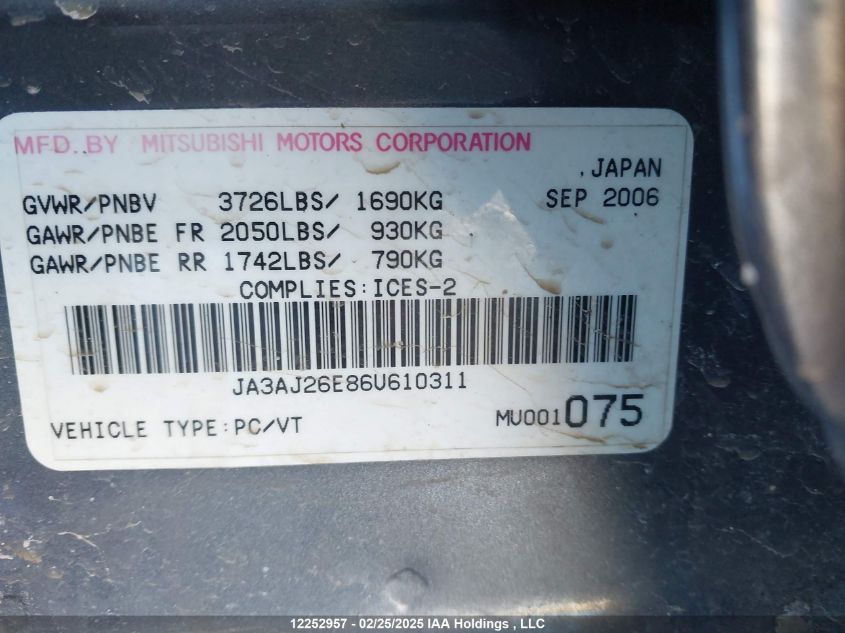 MFD. BY MITSUBISHI MOTORS CORPORATION
JAPAN
GVWR/PNBV 3726LBS/ 1690KG SEP 2006
GAWR/PNBE FR 2050LBS/ 930KG
GAWR/PNBE RR 1742LBS/ 790KG
COMPLIES:ICES-2
JA3AJ26E86U610311
VEHICLE TYPE:PC/VT MU001075
12252957 - 02/25/2025 IAA Holdings , LLC